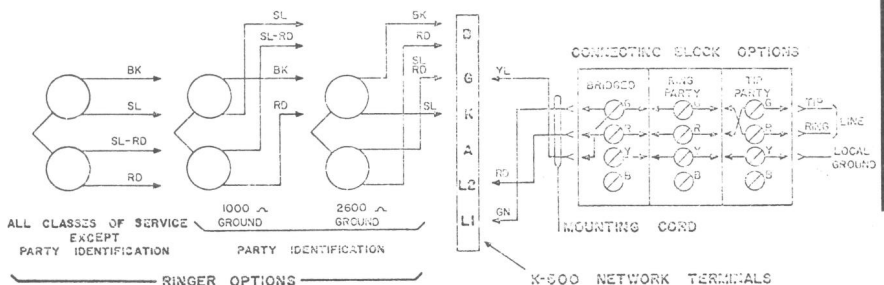 BK
SL
SL-RD
RD
ALL CLASSES OF SERVICE
EXCEPT
PARTY IDENTIFICATION
SL
SL-RD
BK
RD
1000
GROUND
BK
RD
SL
RD
SL
2600
GROUND
PARTY IDENTIFICATION
RINGER OPTIONS
G
K
A
L2
L1
YL
RD
GN
K-500 NETWORK TERMINALS
MOUNTING CORD
CONNECTING BLOCK OPTIONS
BRIDGED
RING
PARTY
TIP
PARTY
G
G
G
R
R
R
Y
Y
B
B
B
TIP
RING
LINE
LOCAL
GROUND